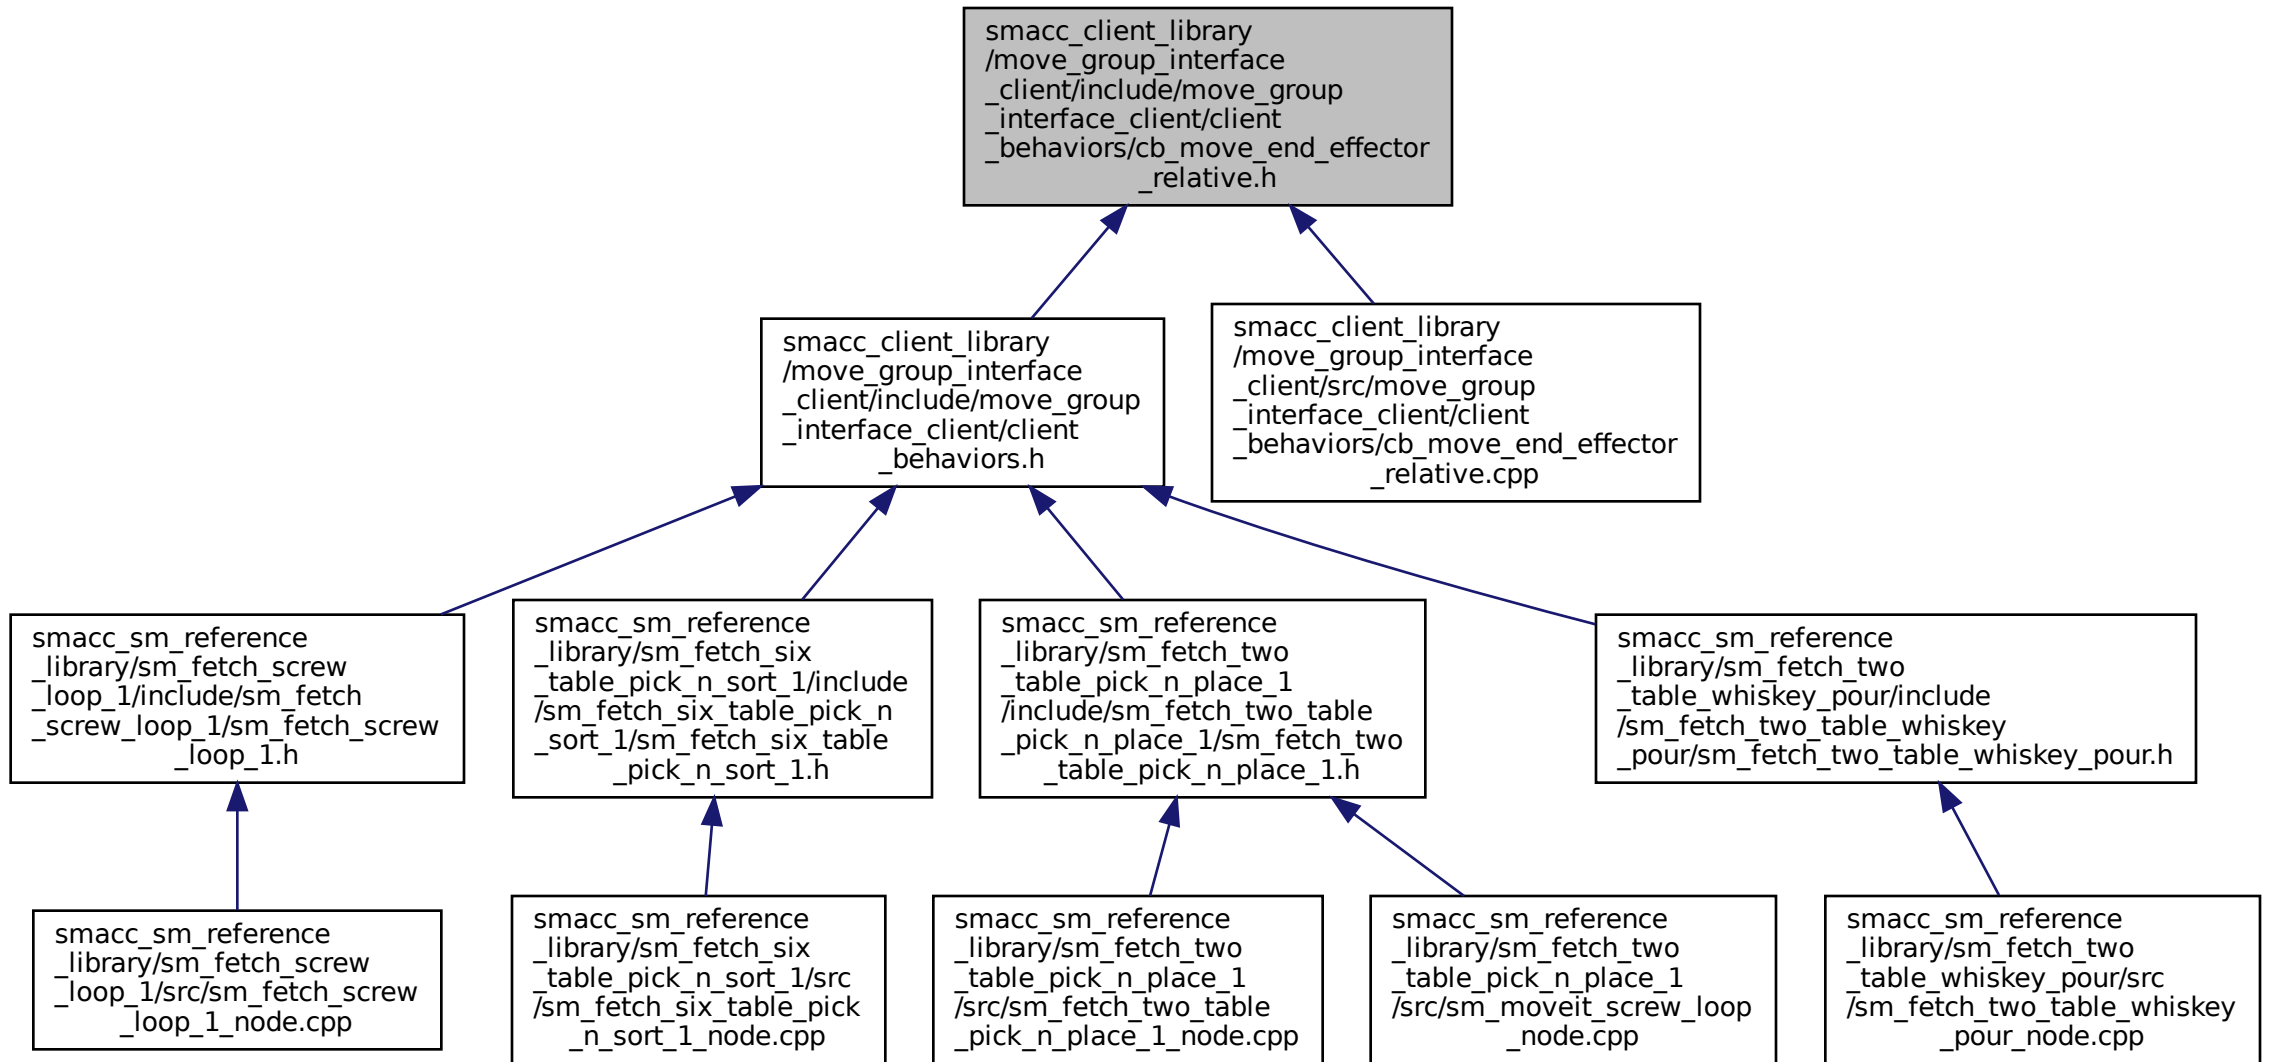 smacc_client_library
/move_group_interface
_client/include/move_group
_interface_client/client
_behaviors/cb_move_end_effector
_relative.h
smacc_client_library
/move_group_interface
_client/include/move_group
_interface_client/client
_behaviors.h
smacc_client_library
/move_group_interface
_client/src/move_group
_interface_client/client
_behaviors/cb_move_end_effector
_relative.cpp
smacc_sm_reference
_library/sm_fetch_screw
_loop_1/include/sm_fetch
_screw_loop_1/sm_fetch_screw
_loop_1.h
smacc_sm_reference
_library/sm_fetch_six
_table_pick_n_sort_1/include
/sm_fetch_six_table_pick_n
_sort_1/sm_fetch_six_table
_pick_n_sort_1.h
smacc_sm_reference
_library/sm_fetch_two
_table_pick_n_place_1
/include/sm_fetch_two_table
_pick_n_place_1/sm_fetch_two
_table_pick_n_place_1.h
smacc_sm_reference
_library/sm_fetch_two
_table_whiskey_pour/include
/sm_fetch_two_table_whiskey
_pour/sm_fetch_two_table_whiskey_pour.h
smacc_sm_reference
_library/sm_fetch_screw
_loop_1/src/sm_fetch_screw
_loop_1_node.cpp
smacc_sm_reference
_library/sm_fetch_six
_table_pick_n_sort_1/src
/sm_fetch_six_table_pick
_n_sort_1_node.cpp
smacc_sm_reference
_library/sm_fetch_two
_table_pick_n_place_1
/src/sm_fetch_two_table
_pick_n_place_1_node.cpp
smacc_sm_reference
_library/sm_fetch_two
_table_pick_n_place_1
/src/sm_moveit_screw_loop
_node.cpp
smacc_sm_reference
_library/sm_fetch_two
_table_whiskey_pour/src
/sm_fetch_two_table_whiskey
_pour_node.cpp